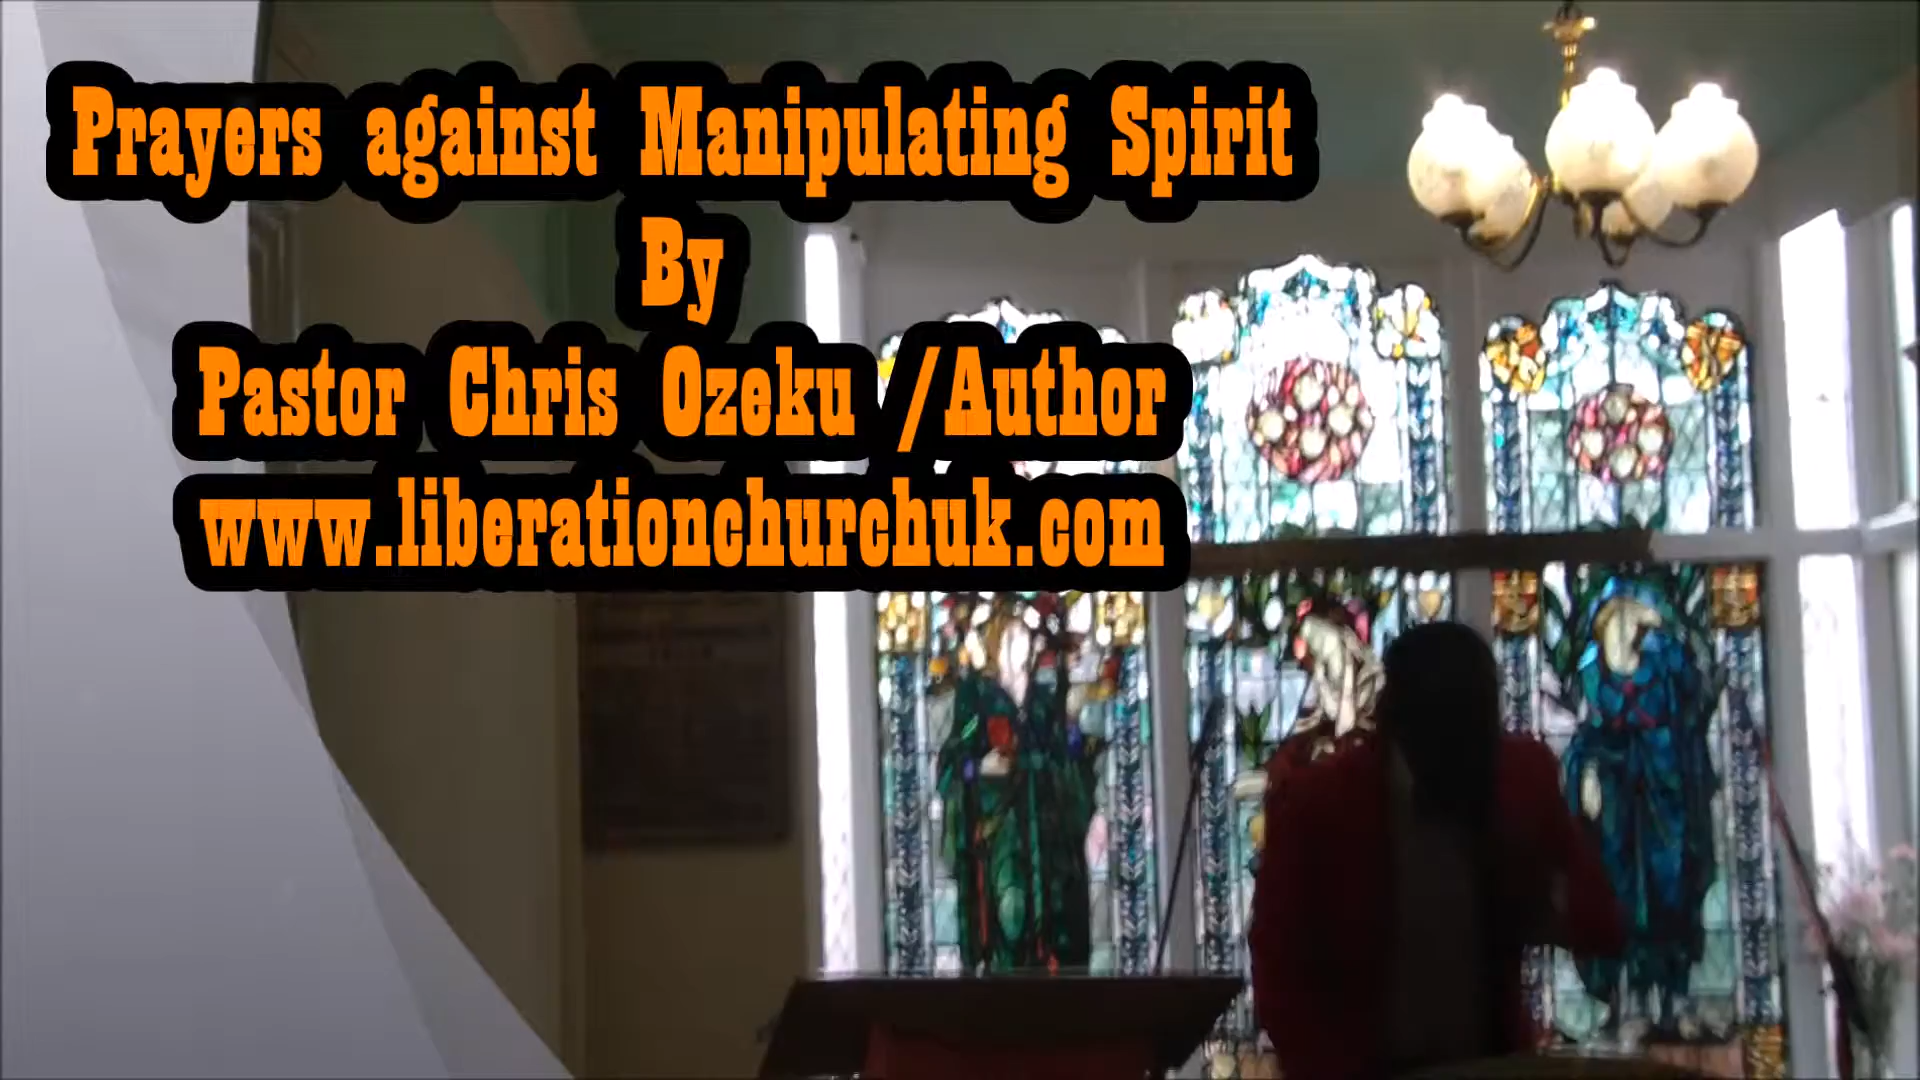 Prayers against Manipulating Spirit
By
Pastor Chris Ozeku /Author
www.liberationchurchuk.com